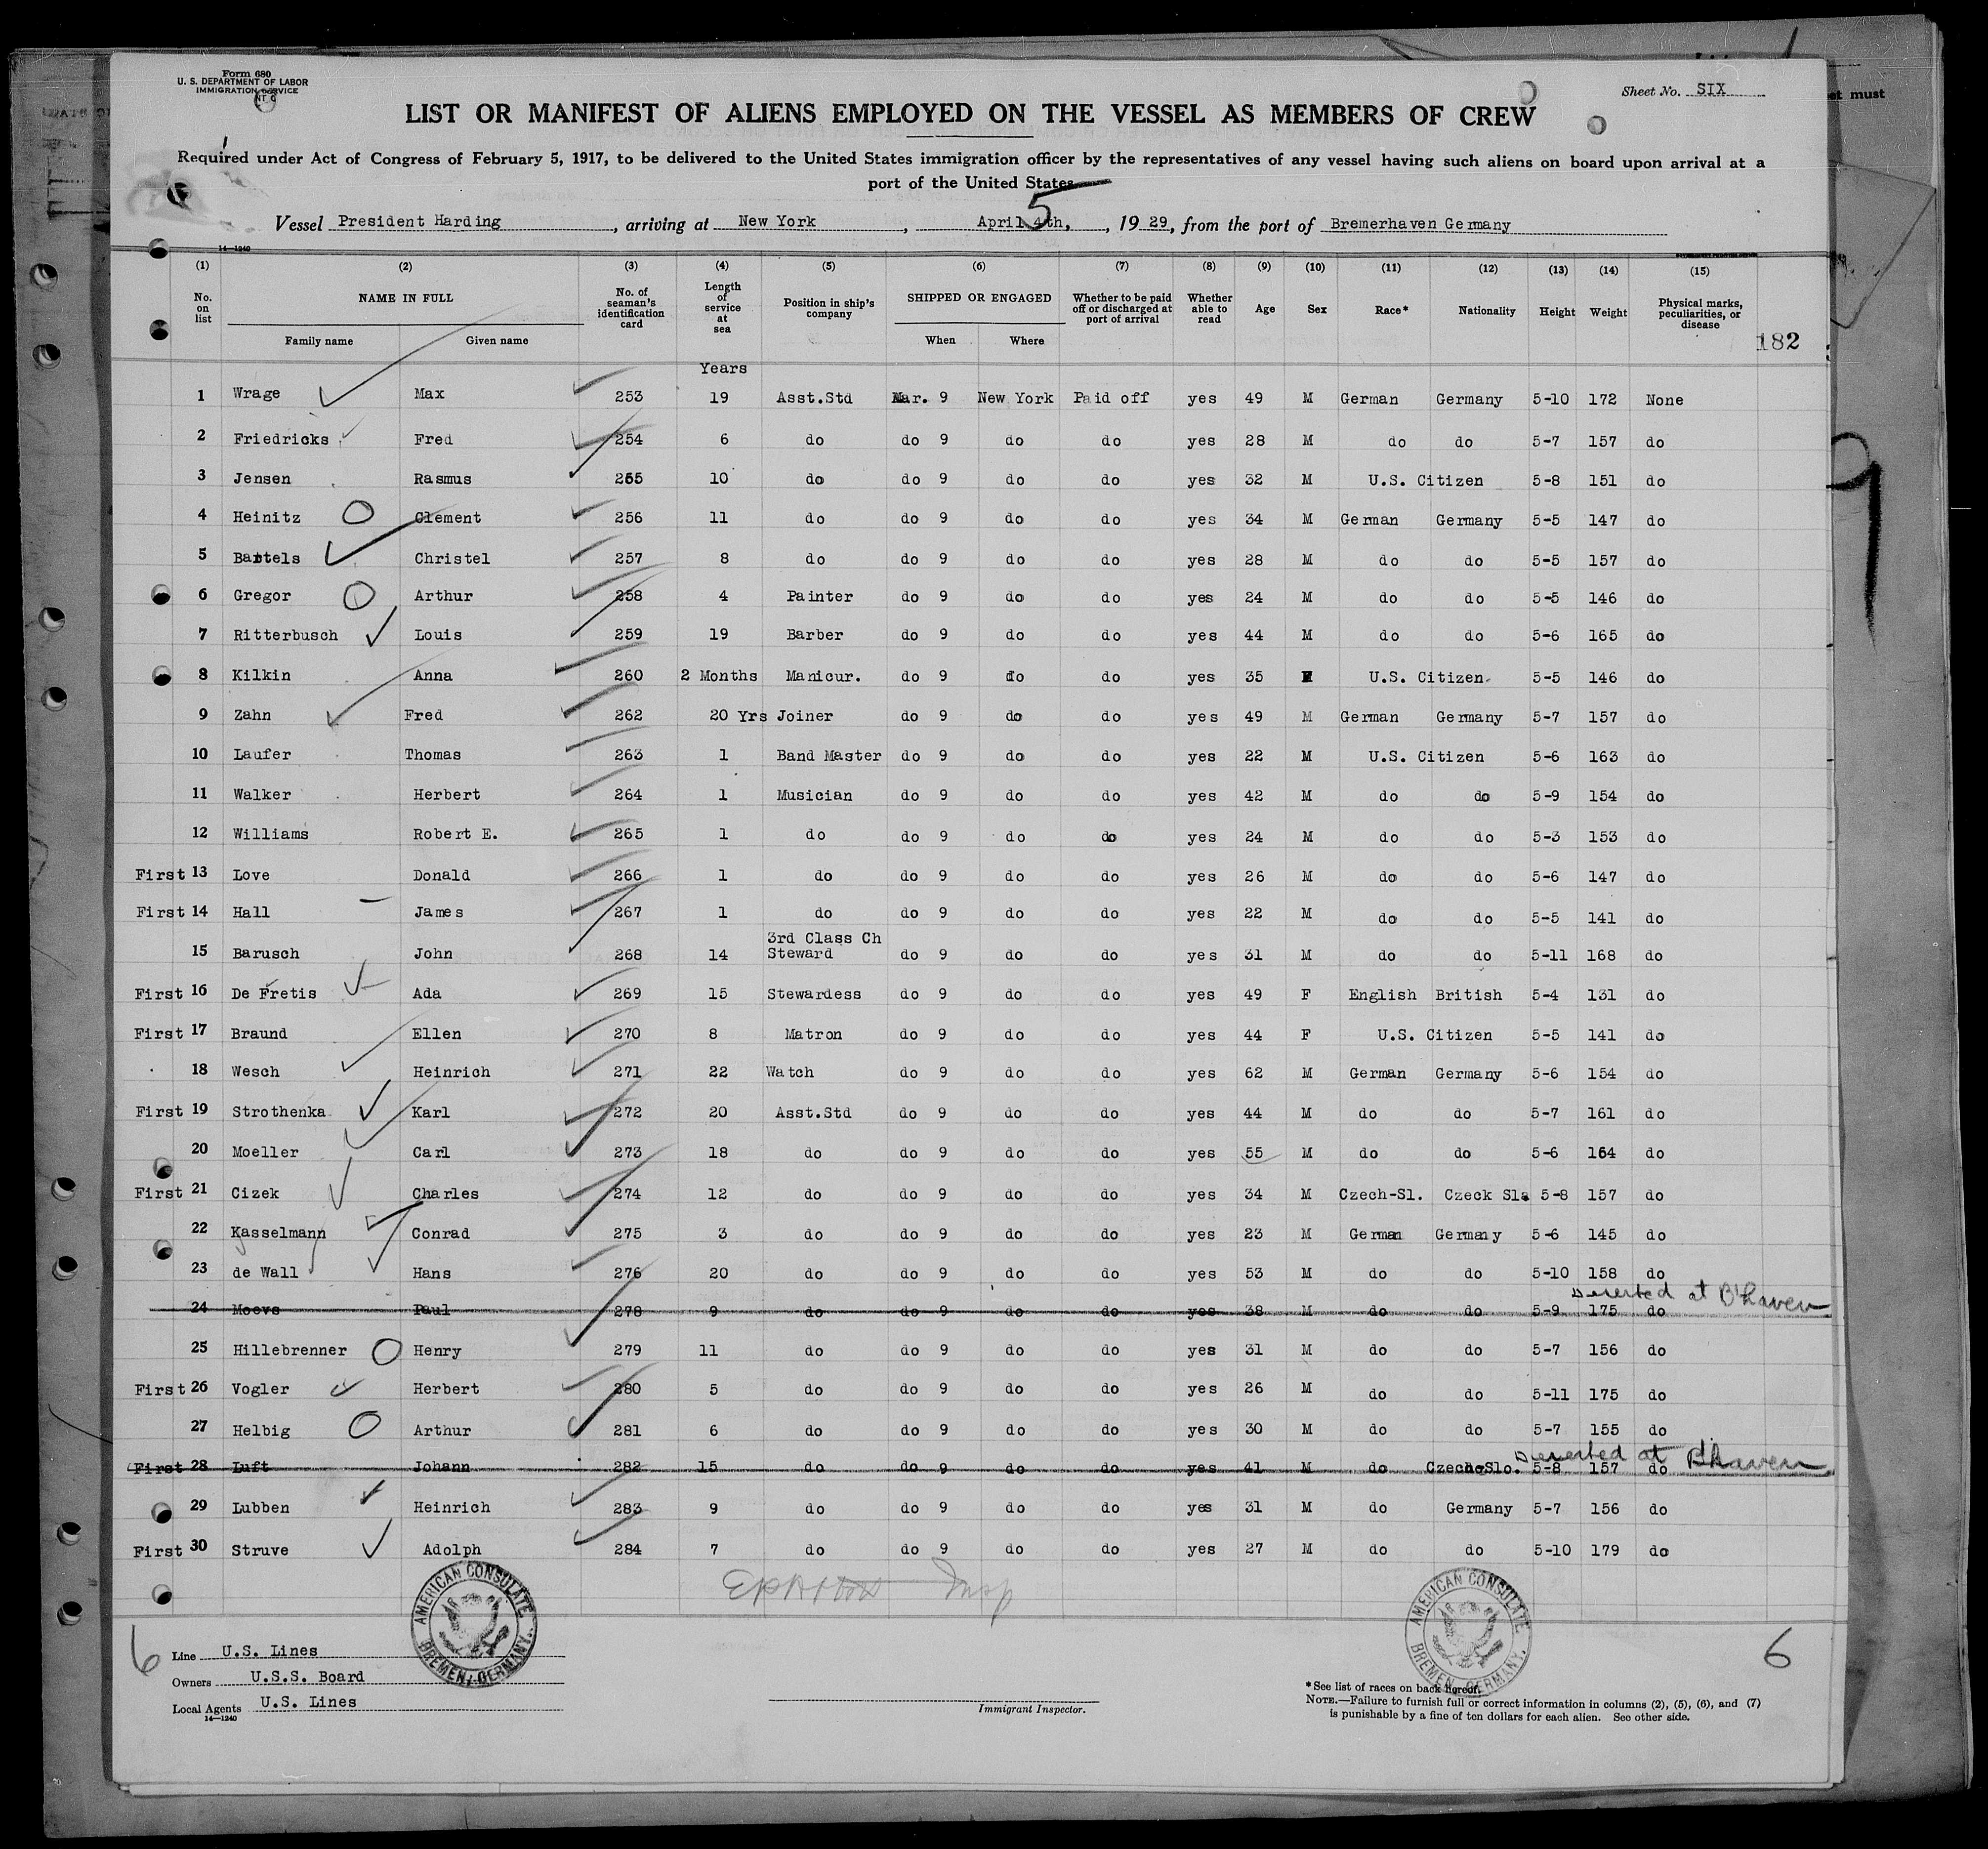 Form 680
U. S. DEPARTMENT OF LABOR
IMMIGRATION SERVICE
Sheet No. SIX
et must
LIST OR MANIFEST OF ALIENS EMPLOYED ON THE VESSEL AS MEMBERS OF CREW
Required under Act of Congress of February 5, 1917, to be delivered to the United States immigration officer by the representatives of any vessel having such aliens on board upon arrival at a
port of the United States
5
Vessel President Harding, arriving at New York, April 4th, , 19 29, from the port of Bremerhaven Germany
14—1240
(1) (2) (3) (4) (5) (6) (7) (8) (9) (10) (11) (12) (13) (14) (15)
No. on list NAME IN FULL Family name Given name No. of seaman's identification card Length of service at sea Position in ship's company SHIPPED OR ENGAGED When Where Whether to be paid off or discharged at port of arrival Whether able to read Age Sex Race* Nationality Height Weight Physical marks, peculiarities, or disease
182
Years
1 Wrage Max 253 19 Asst.Std Mar. 9 New York Paid off yes 49 M German Germany 5-10 172 None
2 Friedricks Fred 254 6 do do 9 do do yes 28 M do do 5-7 157 do
3 Jensen Rasmus 255 10 do do 9 do do yes 32 M U.S. Citizen 5-8 151 do
4 Heinitz Clement 256 11 do do 9 do do yes 34 M German Germany 5-5 147 do
5 Bartels Christel 257 8 do do 9 do do yes 28 M do do 5-5 157 do
6 Gregor Arthur 258 4 Painter do 9 do do yes 24 M do do 5-5 146 do
7 Ritterbusch Louis 259 19 Barber do 9 do do yes 44 M do do 5-6 165 do
8 Kilkin Anna 260 2 Months Manicur. do 9 do do yes 35 F U.S. Citizen 5-5 146 do
9 Zahn Fred 262 20 Yrs Joiner do 9 do do yes 49 M German Germany 5-7 157 do
10 Laufer Thomas 263 1 Band Master do 9 do do yes 22 M U.S. Citizen 5-6 163 do
11 Walker Herbert 264 1 Musician do 9 do do yes 42 M do do 5-9 154 do
12 Williams Robert E. 265 1 do do 9 do do yes 24 M do do 5-3 153 do
First 13 Love Donald 266 1 do do 9 do do yes 26 M do do 5-6 147 do
First 14 Hall James 267 1 do do 9 do do yes 22 M do do 5-5 141 do
15 Barusch John 268 14 3rd Class Ch Steward do 9 do do yes 31 M do do 5-11 168 do
First 16 De Fretis Ada 269 15 Stewardess do 9 do do yes 49 F English British 5-4 131 do
First 17 Braund Ellen 270 8 Matron do 9 do do yes 44 F U.S. Citizen 5-5 141 do
18 Wesch Heinrich 271 22 Watch do 9 do do yes 62 M German Germany 5-6 154 do
First 19 Strothenka Karl 272 20 Asst.Std do 9 do do yes 44 M do do 5-7 161 do
20 Moeller Carl 273 18 do do 9 do do yes 55 M do do 5-6 164 do
First 21 Cizek Charles 274 12 do do 9 do do yes 34 M Czech-Sl. Czeck Sls 5-8 157 do
22 Kasselmann Conrad 275 3 do do 9 do do yes 23 M German Germany 5-6 145 do
23 de Wall Hans 276 20 do do 9 do do yes 53 M do do 5-10 158 do
Deserted at B'haven
24 Moevs Paul 278 9 do do 9 do do yes 38 M do do 5-9 175 do
25 Hillebrenner Henry 279 11 do do 9 do do yes 31 M do do 5-7 156 do
First 26 Vogler Herbert 280 5 do do 9 do do yes 26 M do do 5-11 175 do
27 Helbig Arthur 281 6 do do 9 do do yes 30 M do do 5-7 155 do
Deserted at B'haven
First 28 Luft Johann 282 15 do do 9 do do yes 41 M do Czecho Slo. 5-8 157 do
29 Lubben Heinrich 283 9 do do 9 do do yes 31 M do Germany 5-7 156 do
First 30 Struve Adolph 284 7 do do 9 do do yes 27 M do do 5-10 179 do
Insp
AMERICAN CONSULATE
BREMEN, GERMANY.
AMERICAN CONSULATE
BREMEN, GERMANY.
6
6
Line U.S. Lines
Owners U.S.S. Board
Local Agents U.S. Lines
14—1240
Immigrant Inspector.
* See list of races on back hereof.
NOTE.—Failure to furnish full or correct information in columns (2), (5), (6), and (7)
is punishable by a fine of ten dollars for each alien. See other side.